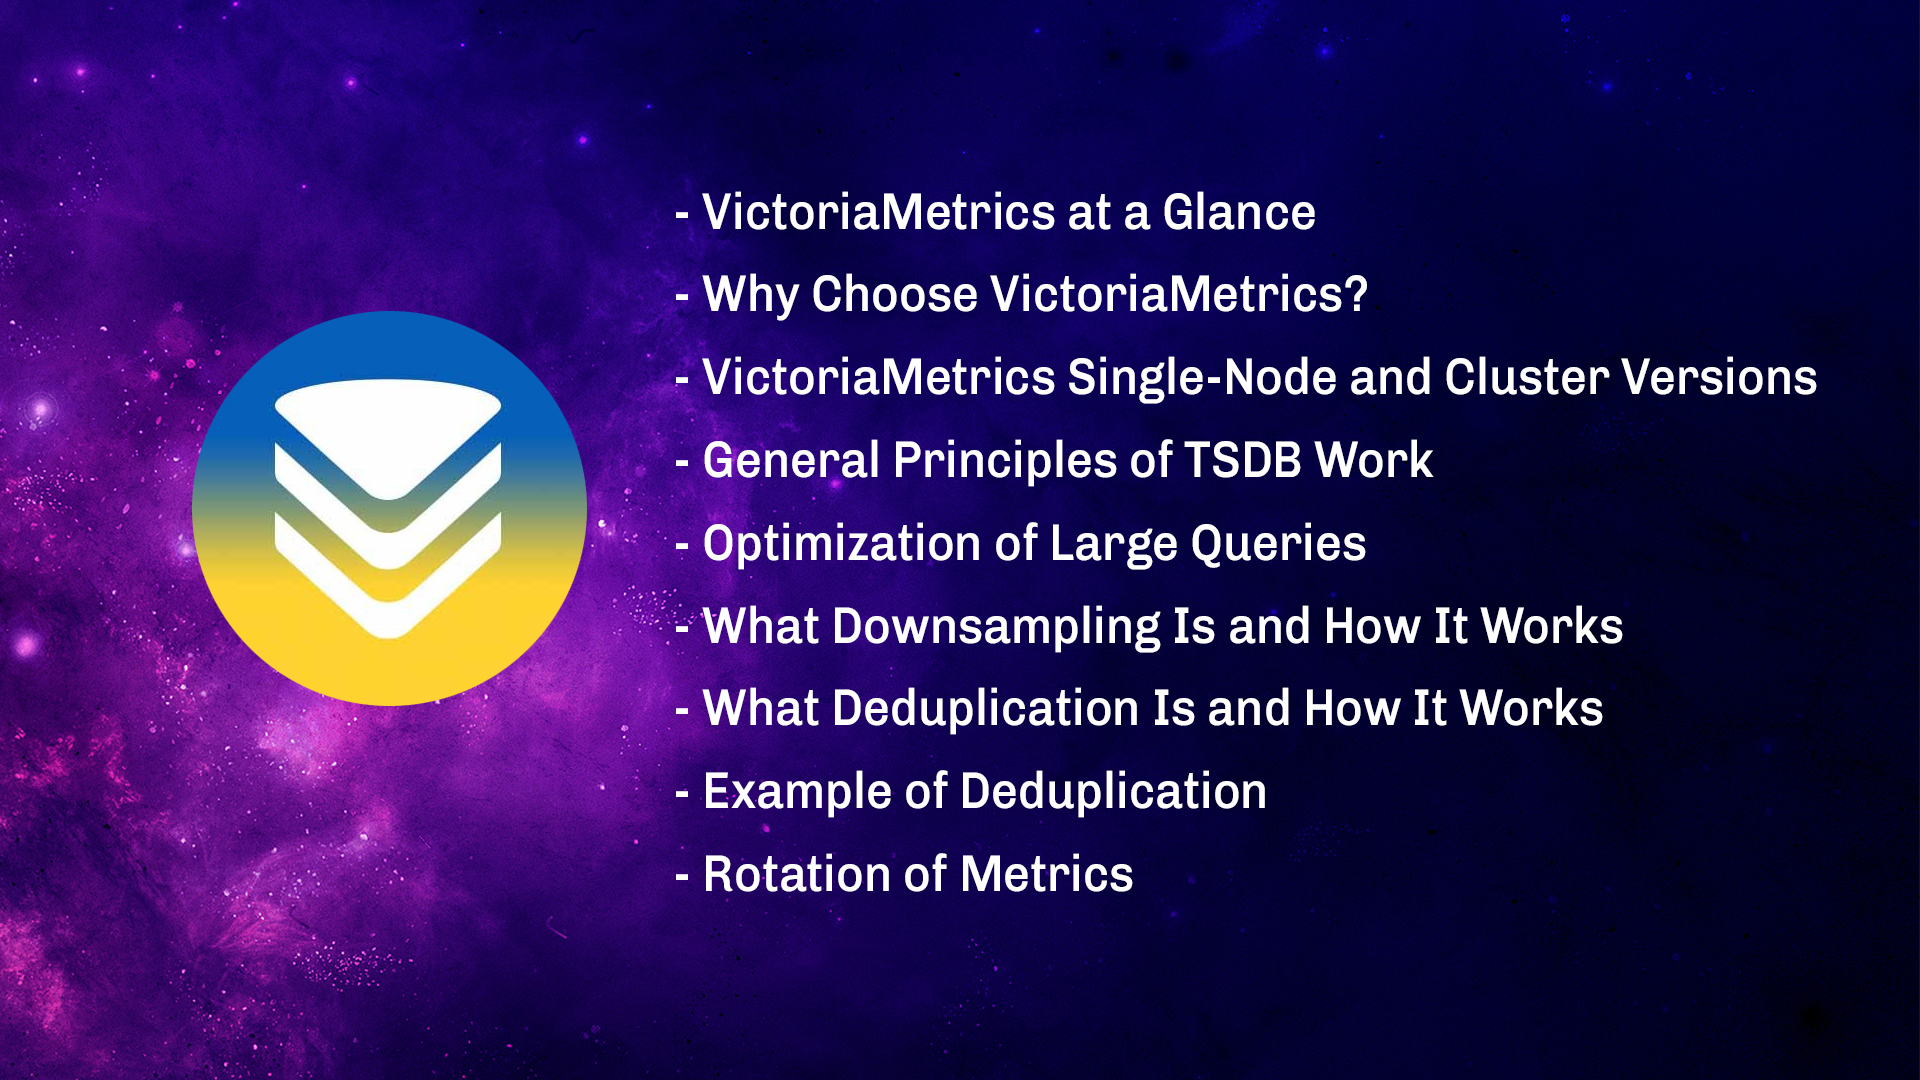 - VictoriaMetrics at a Glance
- Why Choose VictoriaMetrics?
- VictoriaMetrics Single-Node and Cluster Versions
- General Principles of TSDB Work
- Optimization of Large Queries
- What Downsampling Is and How It Works
- What Deduplication Is and How It Works
- Example of Deduplication
- Rotation of Metrics